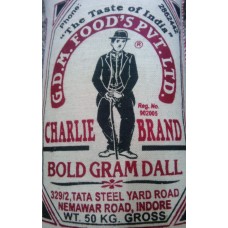 Phone:
"The Taste of India"
G.D.M. FOOD'S PVT. LTD.
®
Reg. No.
CHARLIE BRAND
BOLD GRAM DALL
329/2, TATA STEEL YARD ROAD
NEMAWAR ROAD, INDORE
WT. 50 KG. GROSS